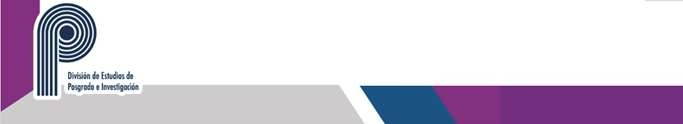 División de Estudios de
Posgrado e Investigación